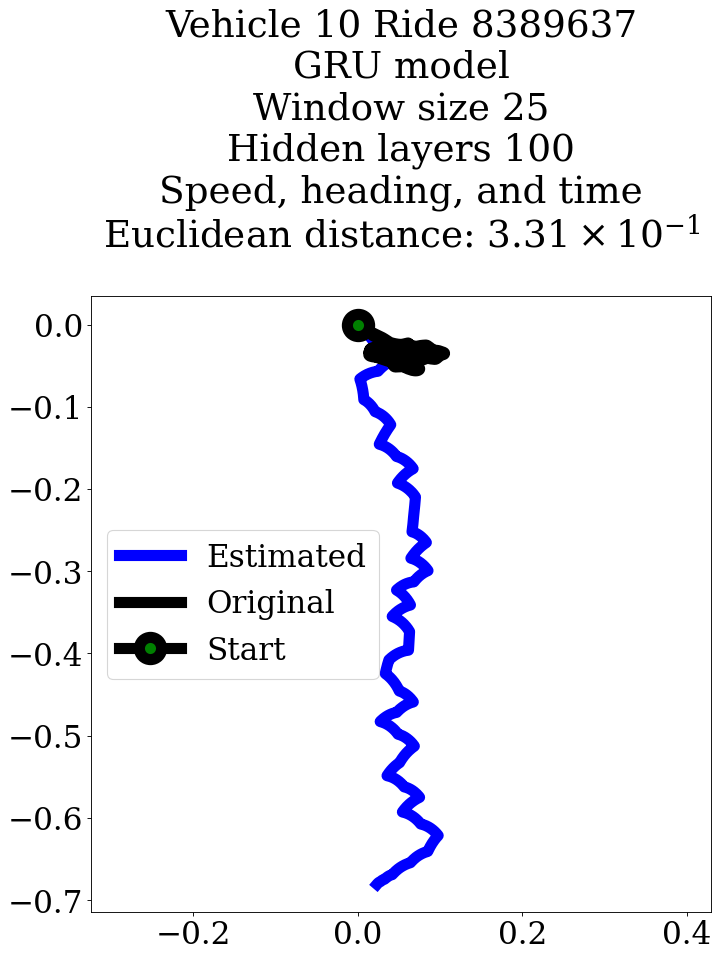 Vehicle 10 Ride 8389637
GRU model
Window size 25
Hidden layers 100
Speed, heading, and time
Euclidean distance: 3.31 × 10⁻¹
0.0
−0.1
−0.2
−0.3
−0.4
−0.5
−0.6
−0.7
Estimated
Original
Start
−0.2 0.0 0.2 0.4